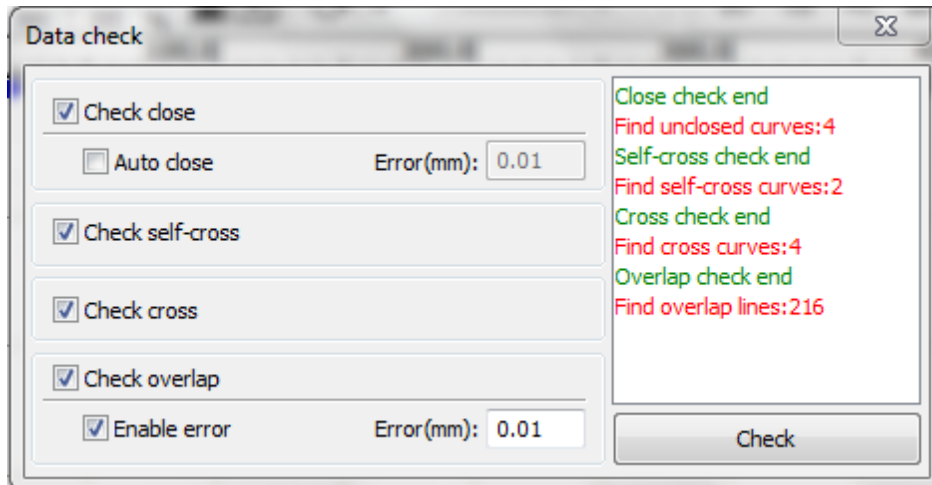 Data check
Check close
Auto close Error(mm): 0.01
Check self-cross
Check cross
Check overlap
Enable error Error(mm): 0.01
Close check end
Find unclosed curves:4
Self-cross check end
Find self-cross curves:2
Cross check end
Find cross curves:4
Overlap check end
Find overlap lines:216
Check